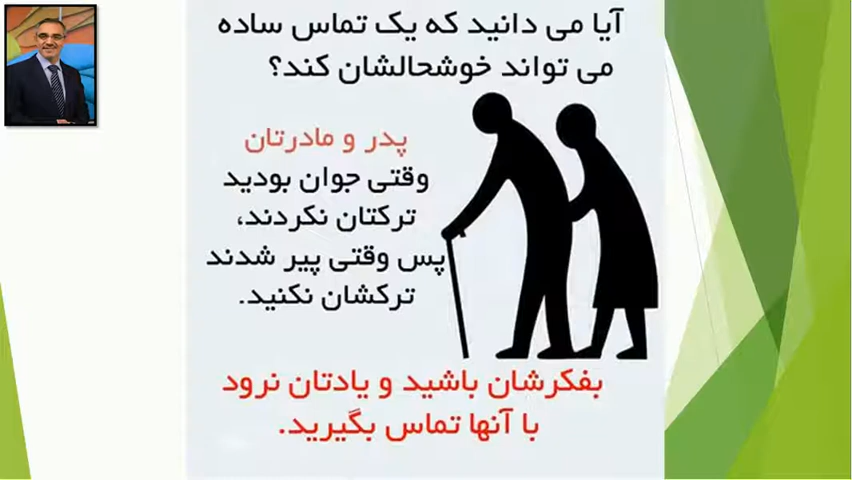 آیا می دانید که یک تماس ساده
می تواند خوشحالشان کند؟
پدر و مادرتان
وقتی جوان بودید
ترکتان نکردند،
پس وقتی پیر شدند
ترکشان نکنید.
بفکرشان باشید و یادتان نرود
با آنها تماس بگیرید.